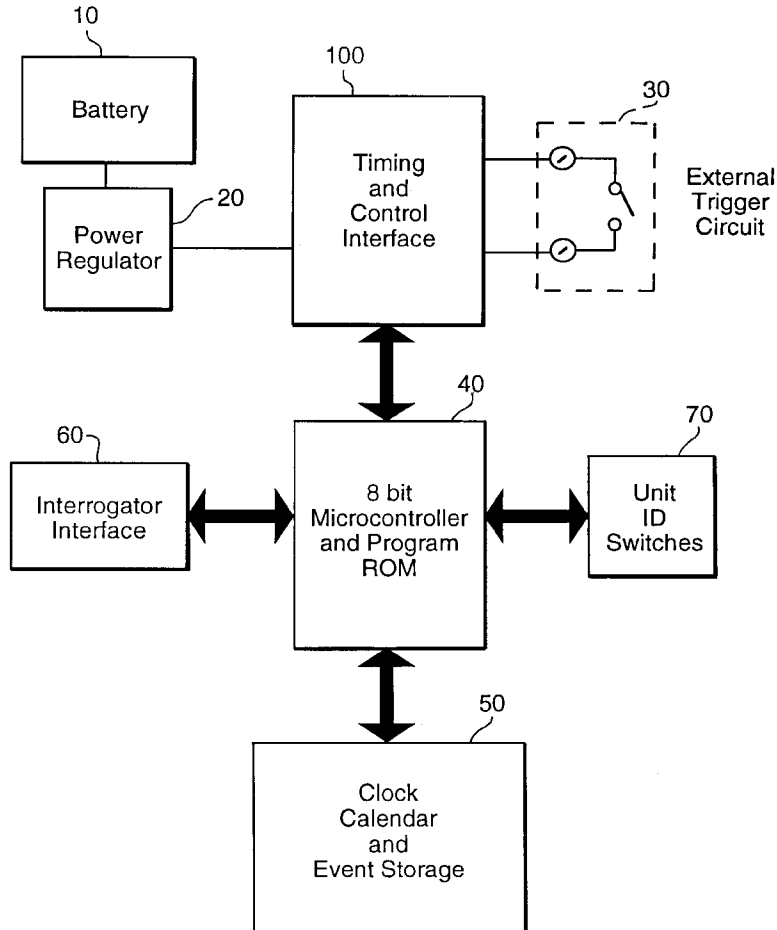 10
Battery
20
Power
Regulator
100
Timing
and
Control
Interface
30
External
Trigger
Circuit
40
8 bit
Microcontroller
and Program
ROM
60
Interrogator
Interface
70
Unit
ID
Switches
50
Clock
Calendar
and
Event Storage